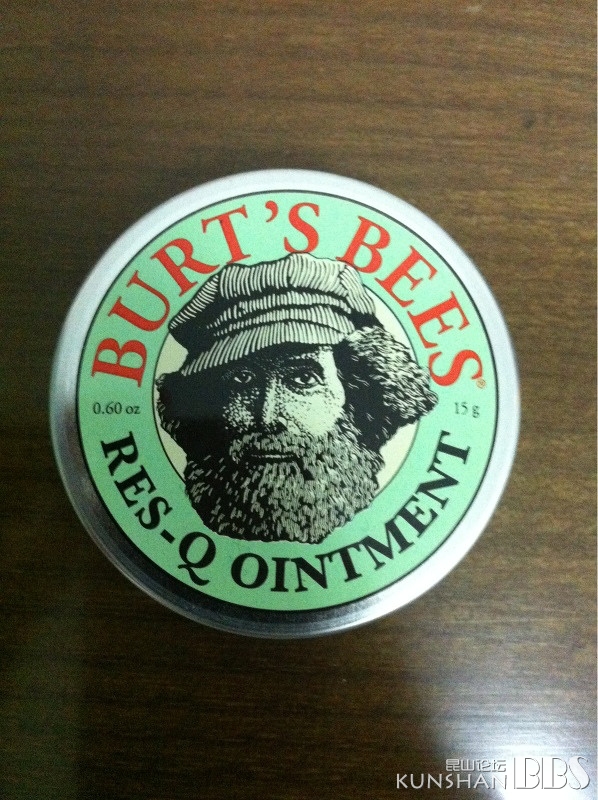 BURT'S BEES®
0.60 oz
15 g
RES-Q OINTMENT
昆山论坛
KUNSHAN BBS